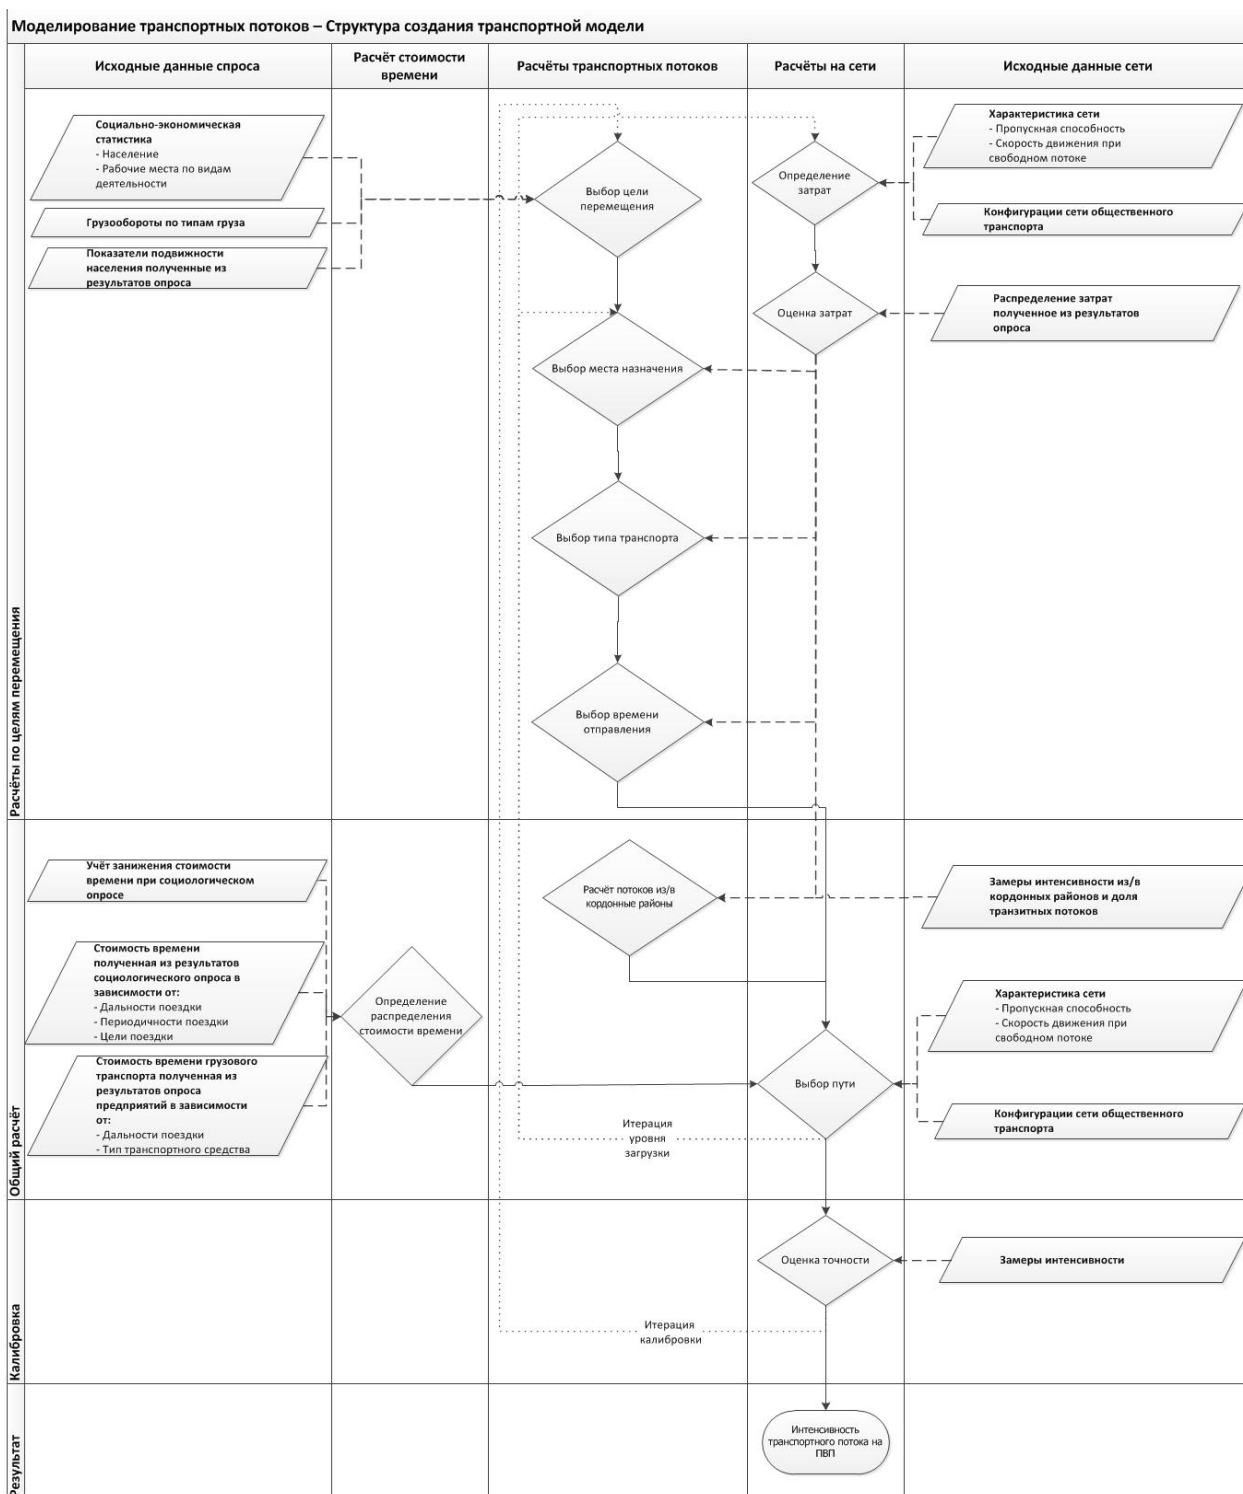 Моделирование транспортных потоков – Структура создания транспортной модели
Исходные данные спроса
Расчёт стоимости
времени
Расчёты транспортных потоков
Расчёты на сети
Исходные данные сети
Расчёты по целям перемещения
Социально-экономическая
статистика
- Население
- Рабочие места по видам
деятельности
Грузообороты по типам груза
Показатели подвижности
населения полученные из
результатов опроса
Выбор цели
перемещения
Определение
затрат
Характеристика сети
- Пропускная способность
- Скорость движения при
свободном потоке
Конфигурации сети общественного
транспорта
Оценка затрат
Распределение затрат
полученное из результатов
опроса
Выбор места назначения
Выбор типа транспорта
Выбор времени
отправления
Общий расчёт
Учёт занижения стоимости
времени при социологическом
опросе
Стоимость времени
полученная из результатов
социологического опроса в
зависимости от:
- Дальности поездки
- Периодичности поездки
- Цели поездки
Стоимость времени грузового
транспорта полученная из
результатов опроса
предприятий в зависимости
от:
- Дальности поездки
- Тип транспортного средства
Определение
распределения
стоимости времени
Расчёт потоков из/в
кордонные районы
Замеры интенсивности из/в
кордонных районов и доля
транзитных потоков
Характеристика сети
- Пропускная способность
- Скорость движения при
свободном потоке
Выбор пути
Конфигурации сети общественного
транспорта
Итерация
уровня
загрузки
Калибровка
Оценка точности
Замеры интенсивности
Итерация
калибровки
Результат
Интенсивность
транспортного потока на
ПВП